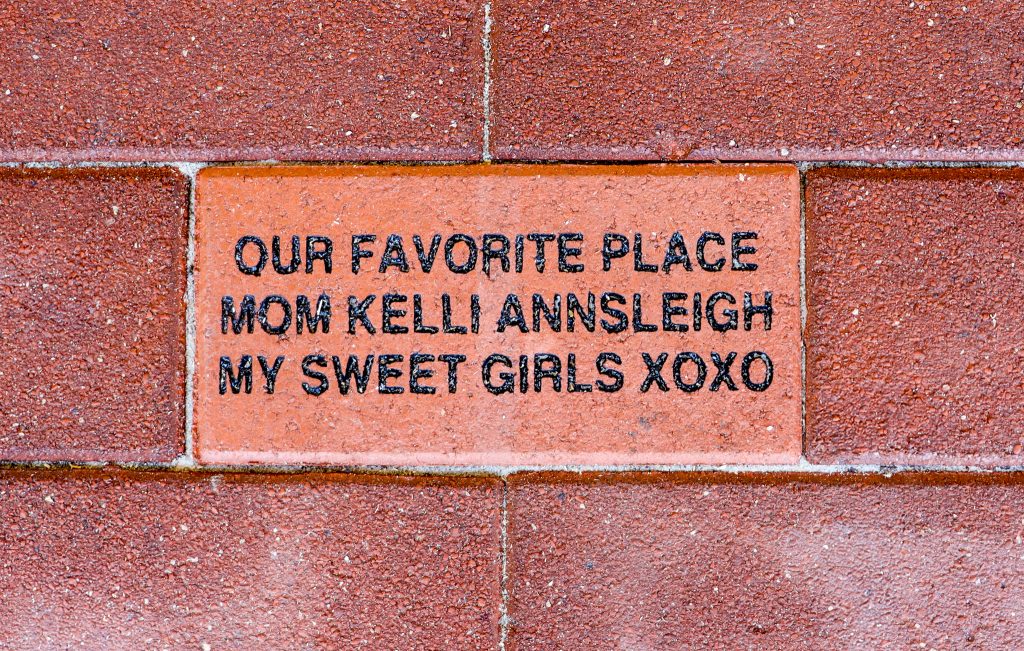 OUR FAVORITE PLACE
MOM KELLI ANNSLEIGH
MY SWEET GIRLS XOXO